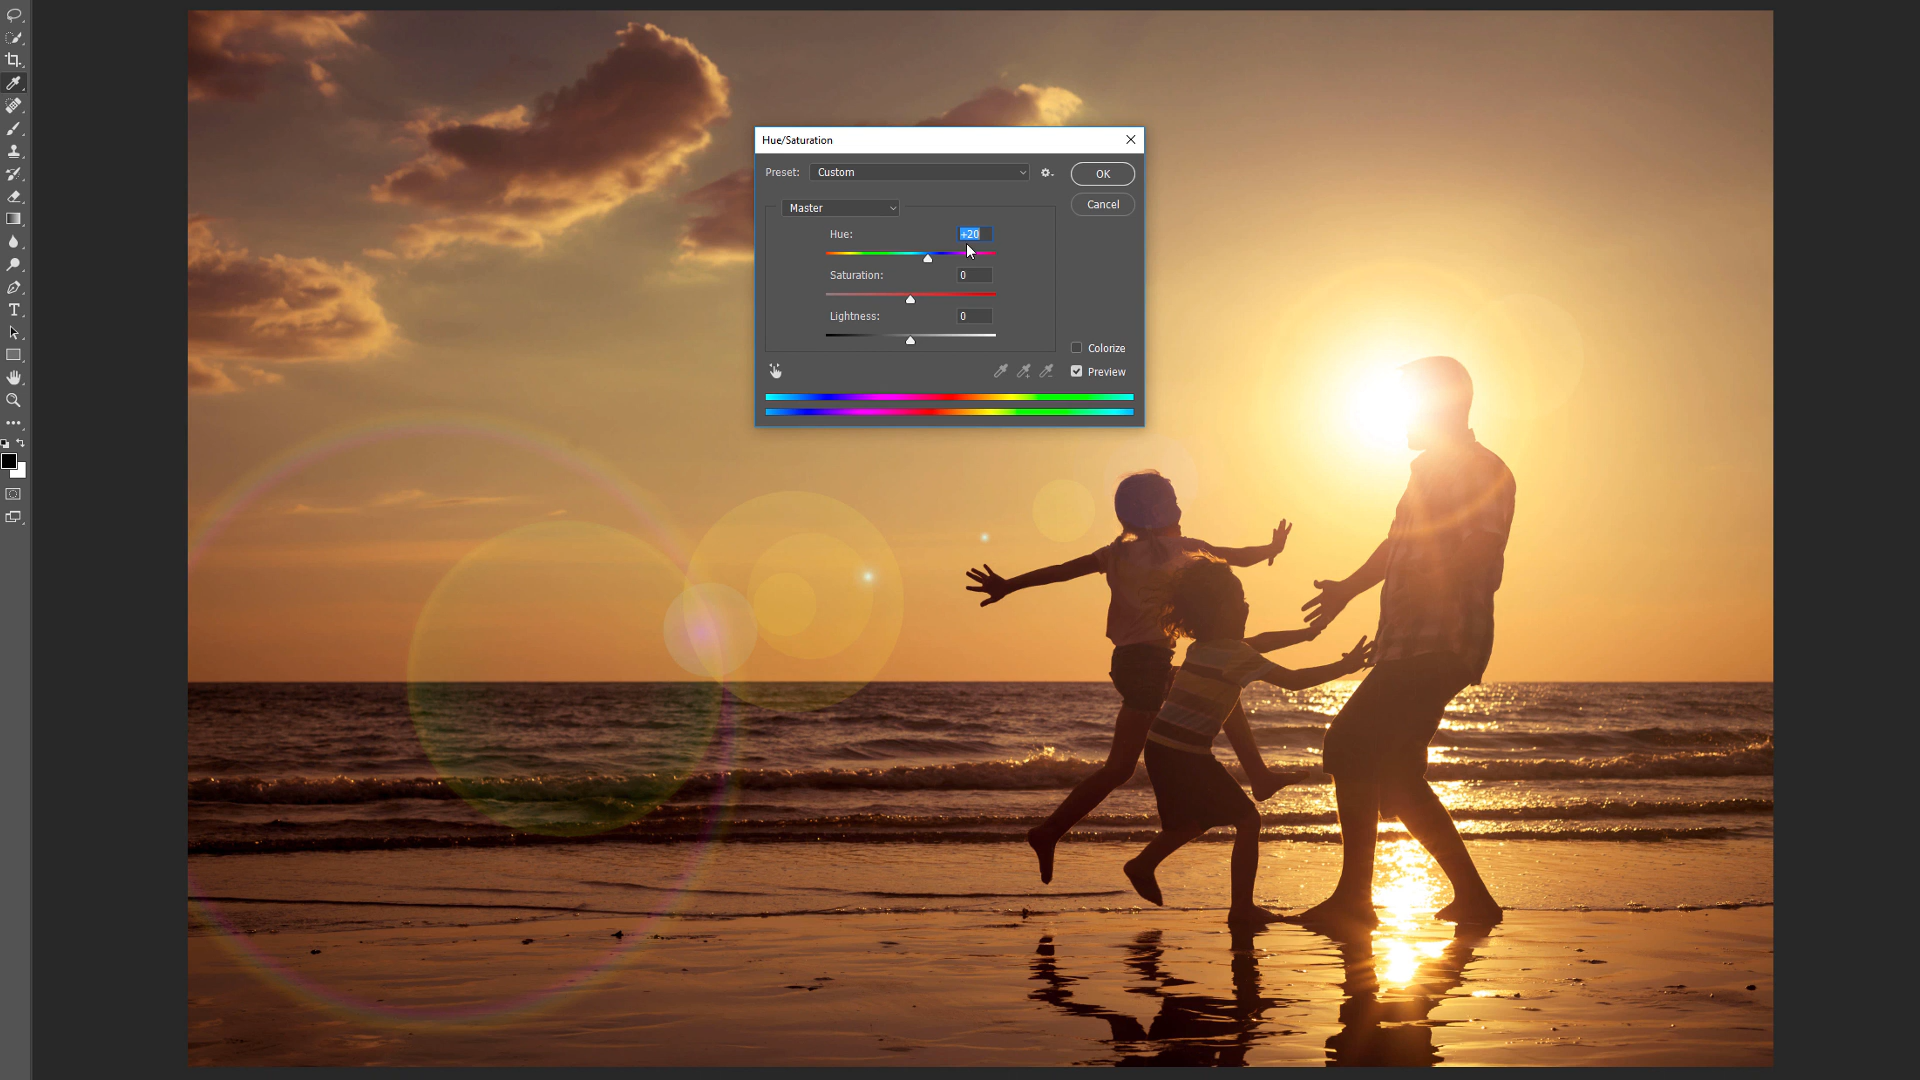 Hue/Saturation
Preset: Custom
OK
Master
Cancel
Hue: +20
Saturation: 0
Lightness: 0
Colorize
Preview